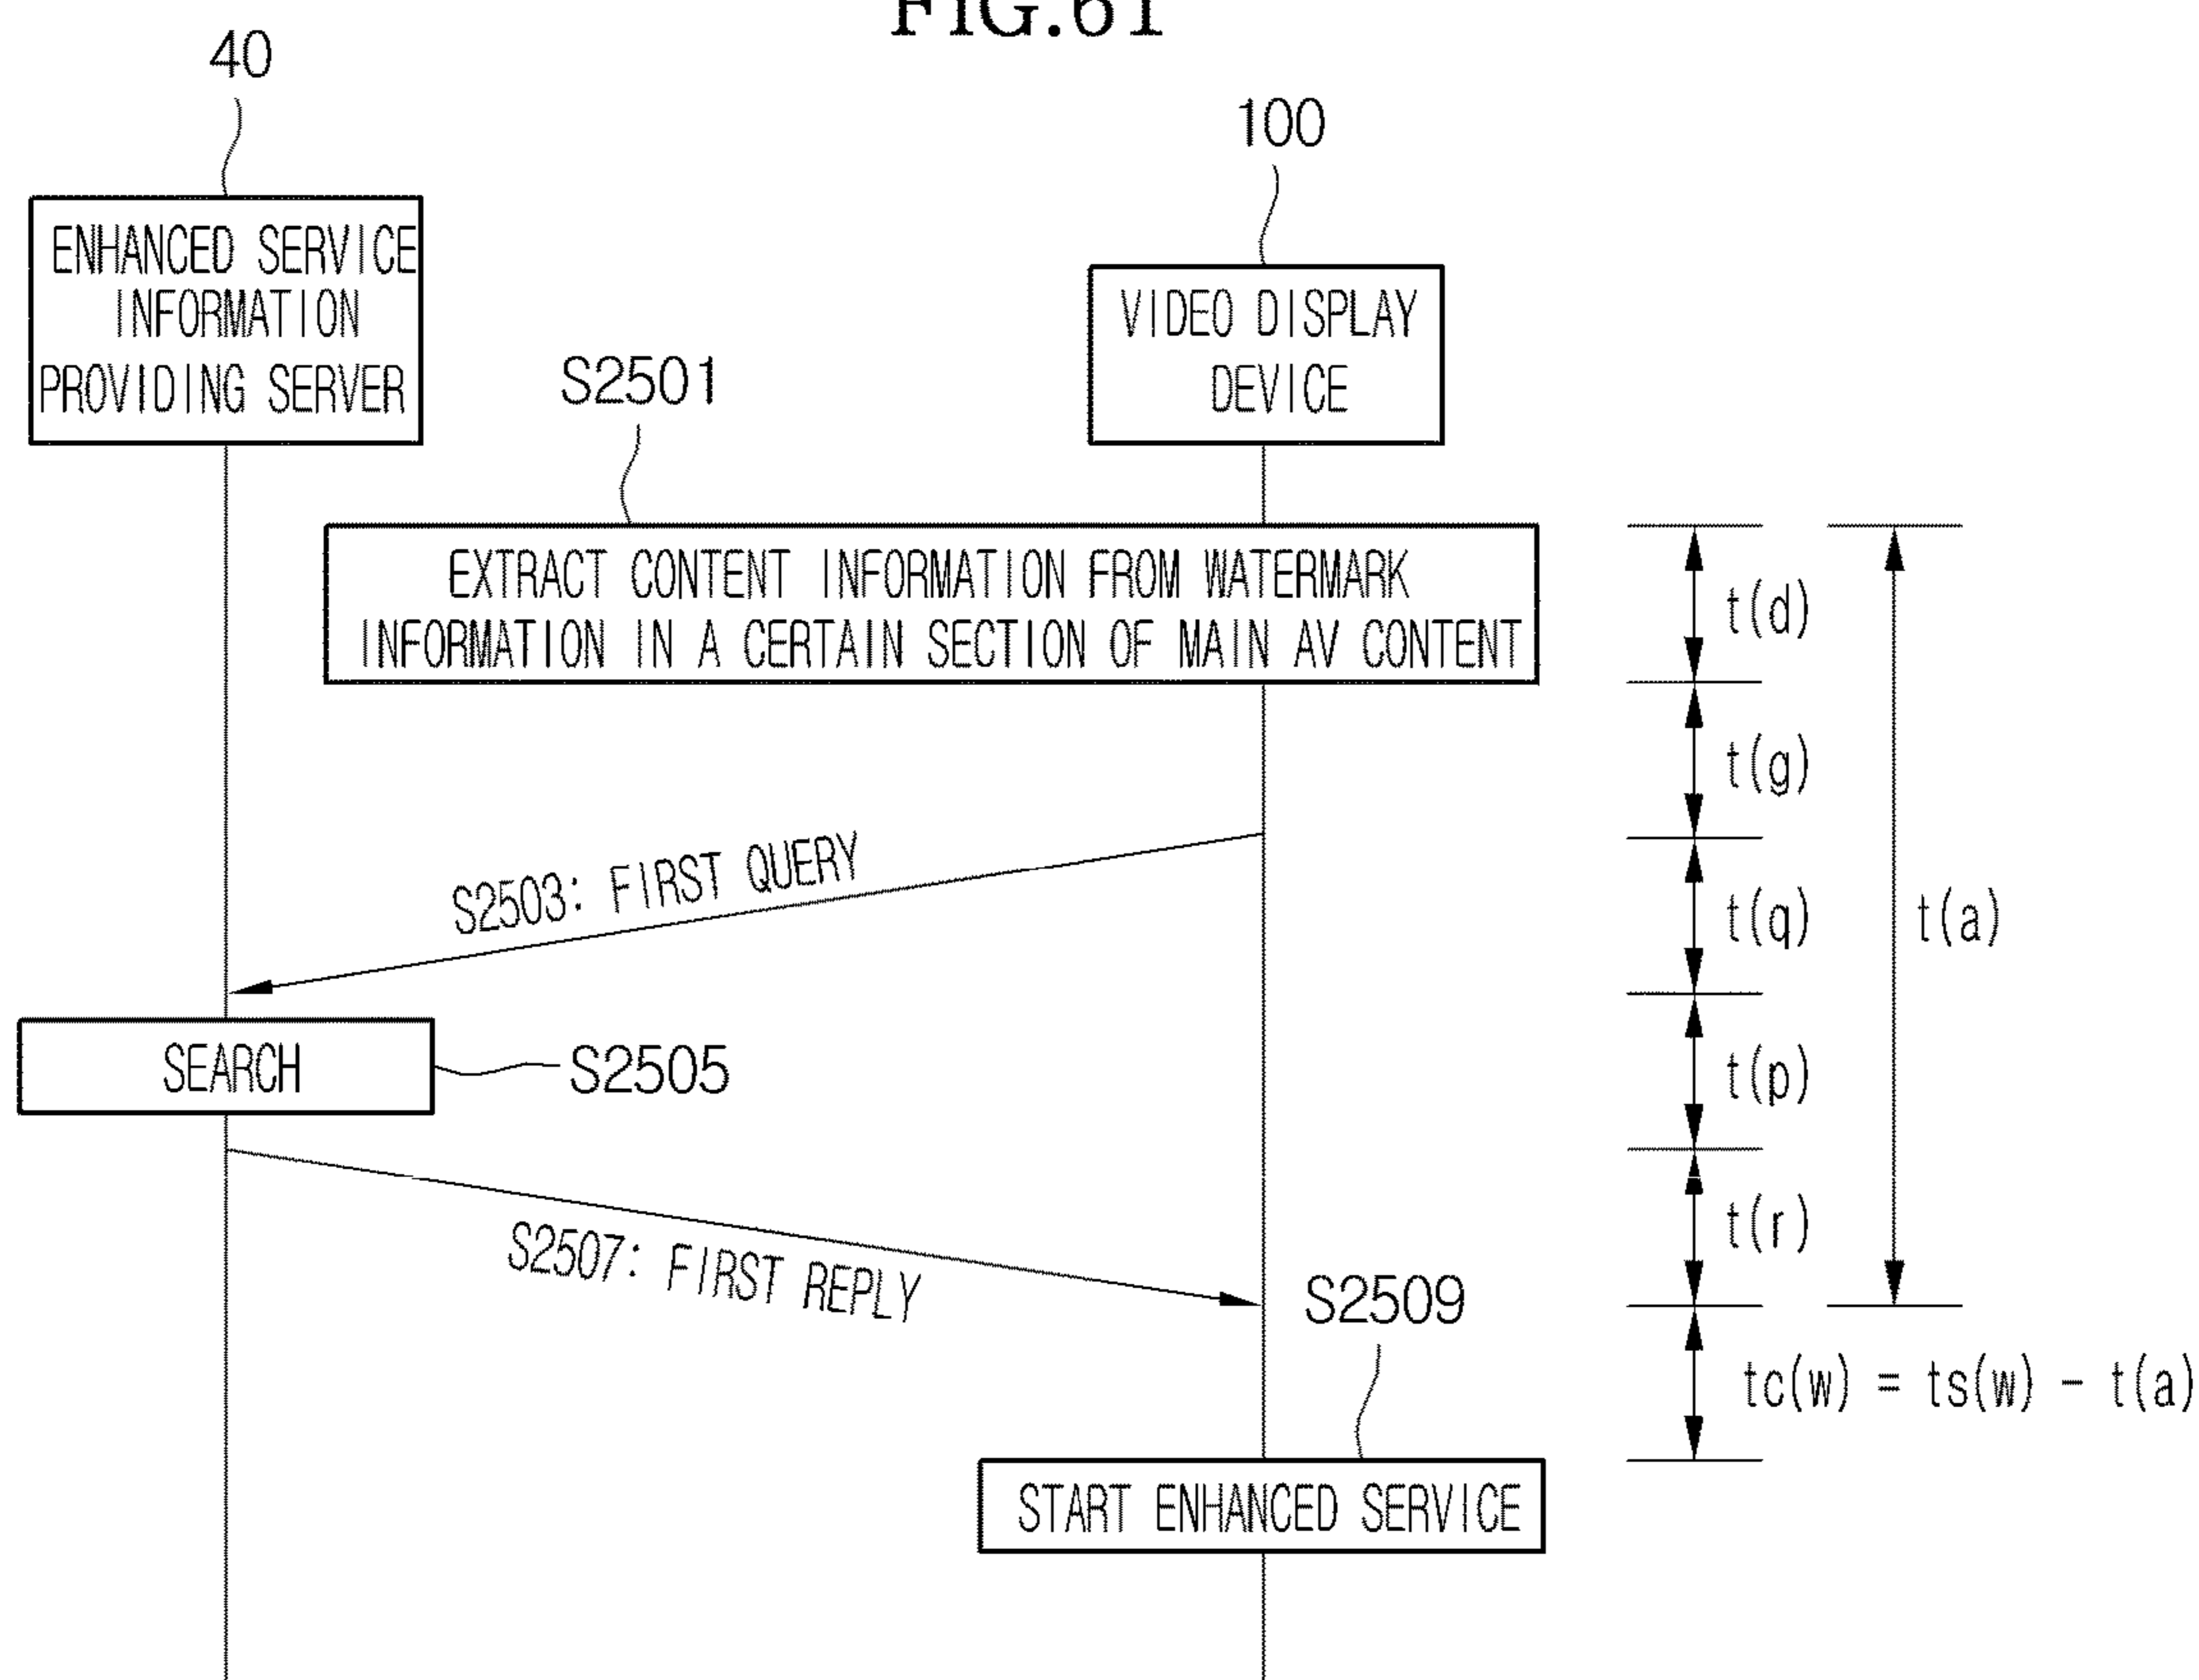 FIG.61
40
100
ENHANCED SERVICE
INFORMATION
PROVIDING SERVER
VIDEO DISPLAY
DEVICE
S2501
EXTRACT CONTENT INFORMATION FROM WATERMARK
INFORMATION IN A CERTAIN SECTION OF MAIN AV CONTENT
t(d)
t(g)
S2503: FIRST QUERY
t(q)
t(a)
SEARCH
S2505
t(p)
S2507: FIRST REPLY
t(r)
S2509
tc(w) = ts(w) - t(a)
START ENHANCED SERVICE